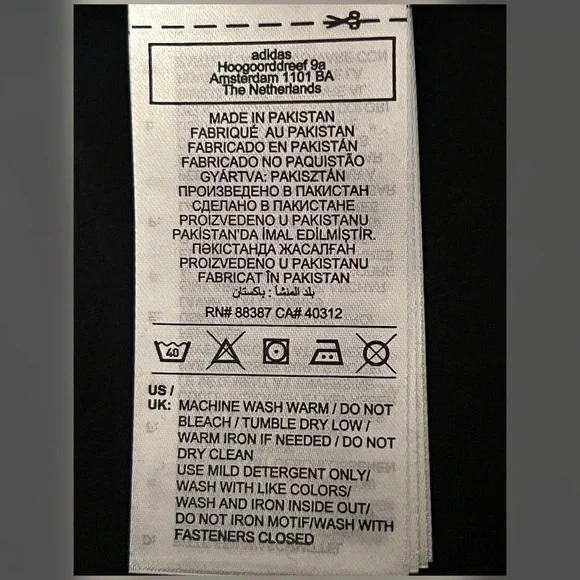 adidas
Hoogoorddreef 9a
Amsterdam 1101 BA
The Netherlands
MADE IN PAKISTAN
FABRIQUÉ AU PAKISTAN
FABRICADO EN PAKISTÁN
FABRICADO NO PAQUISTÃO
GYÁRTVA: PAKISZTÁN
ПРОИЗВЕДЕНО В ПАКИСТАН
СДЕЛАНО В ПАКИСТАНЕ
PROIZVEDENO U PAKISTANU
PAKİSTAN'DA İMAL EDİLMİŞTİR.
ПӘКІСТАНДА ЖАСАЛҒАН
PROIZVEDENO U PAKISTANU
FABRICAT ÎN PAKISTAN
بلد المنشأ : باكستان
RN# 88387 CA# 40312
40
US /
UK: MACHINE WASH WARM / DO NOT
BLEACH / TUMBLE DRY LOW /
WARM IRON IF NEEDED / DO NOT
DRY CLEAN
USE MILD DETERGENT ONLY/
WASH WITH LIKE COLORS/
WASH AND IRON INSIDE OUT/
DO NOT IRON MOTIF/WASH WITH
FASTENERS CLOSED